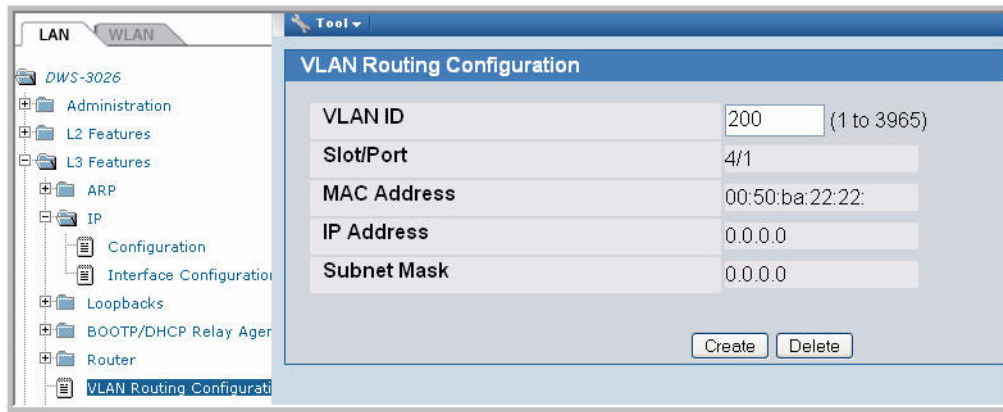 LAN WLAN
Tool
DWS-3026
Administration
L2 Features
L3 Features
ARP
IP
Configuration
Interface Configuration
Loopbacks
BOOTP/DHCP Relay Agen
Router
VLAN Routing Configurati
VLAN Routing Configuration
VLAN ID 200 (1 to 3965)
Slot/Port 4/1
MAC Address 00:50:ba:22:22:
IP Address 0.0.0.0
Subnet Mask 0.0.0.0
Create Delete